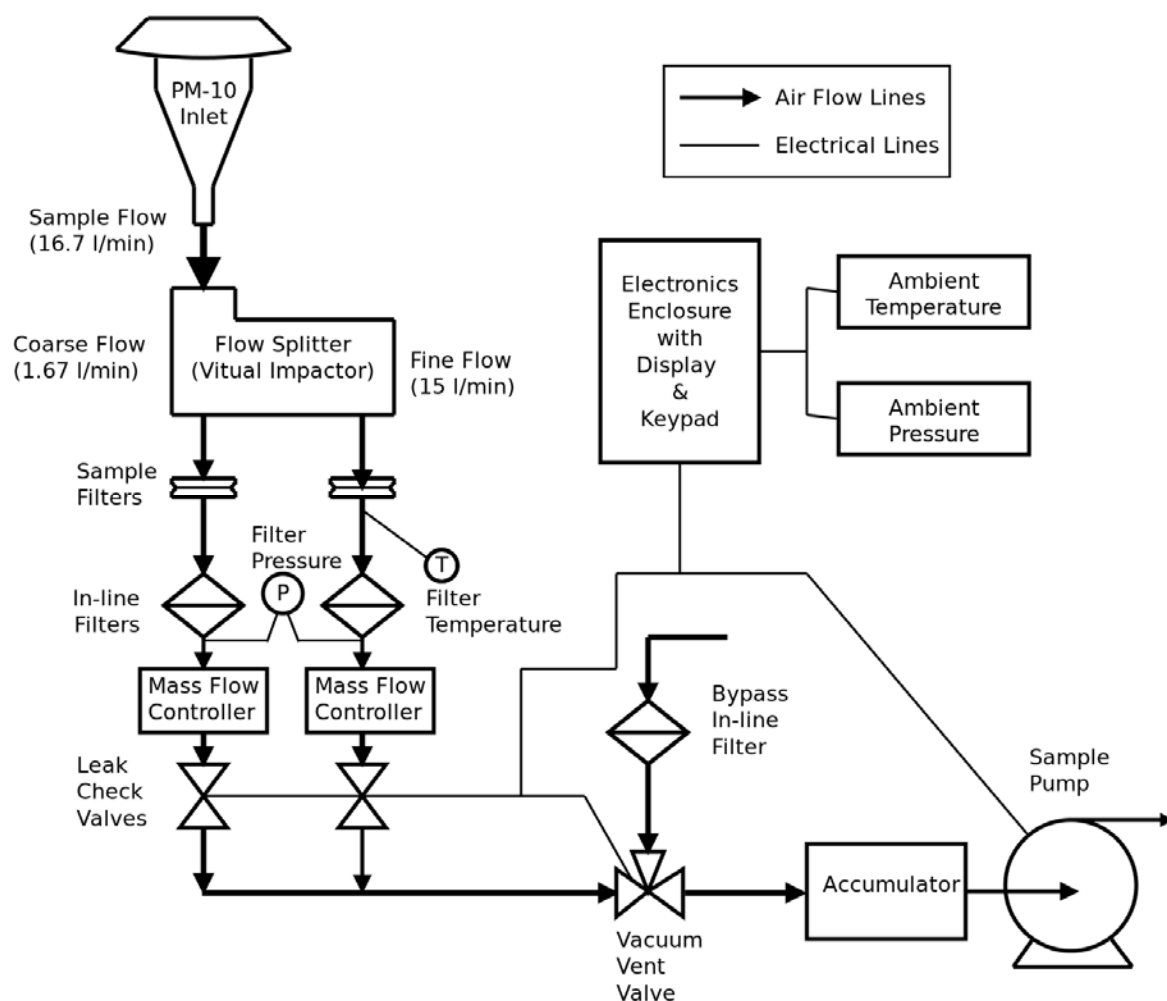 PM-10
Inlet
Air Flow Lines
Electrical Lines
Sample Flow
(16.7 l/min)
Electronics
Enclosure
with
Display
&
Keypad
Ambient
Temperature
Ambient
Pressure
Coarse Flow
(1.67 l/min)
Flow Splitter
(Vitual Impactor)
Fine Flow
(15 l/min)
Sample
Filters
Filter
Pressure
P
T
Filter
Temperature
In-line
Filters
Mass Flow
Controller
Mass Flow
Controller
Bypass
In-line
Filter
Leak
Check
Valves
Sample
Pump
Accumulator
Vacuum
Vent
Valve